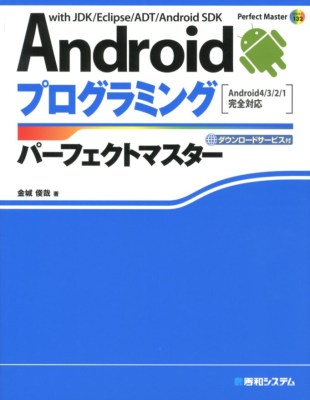 with JDK/Eclipse/ADT/Android SDK
Perfect Master
133
Android
プログラミング
Android4/3/2/1
完全対応
パーフェクトマスター
ダウンロードサービス付
金城 俊哉 著
秀和システム